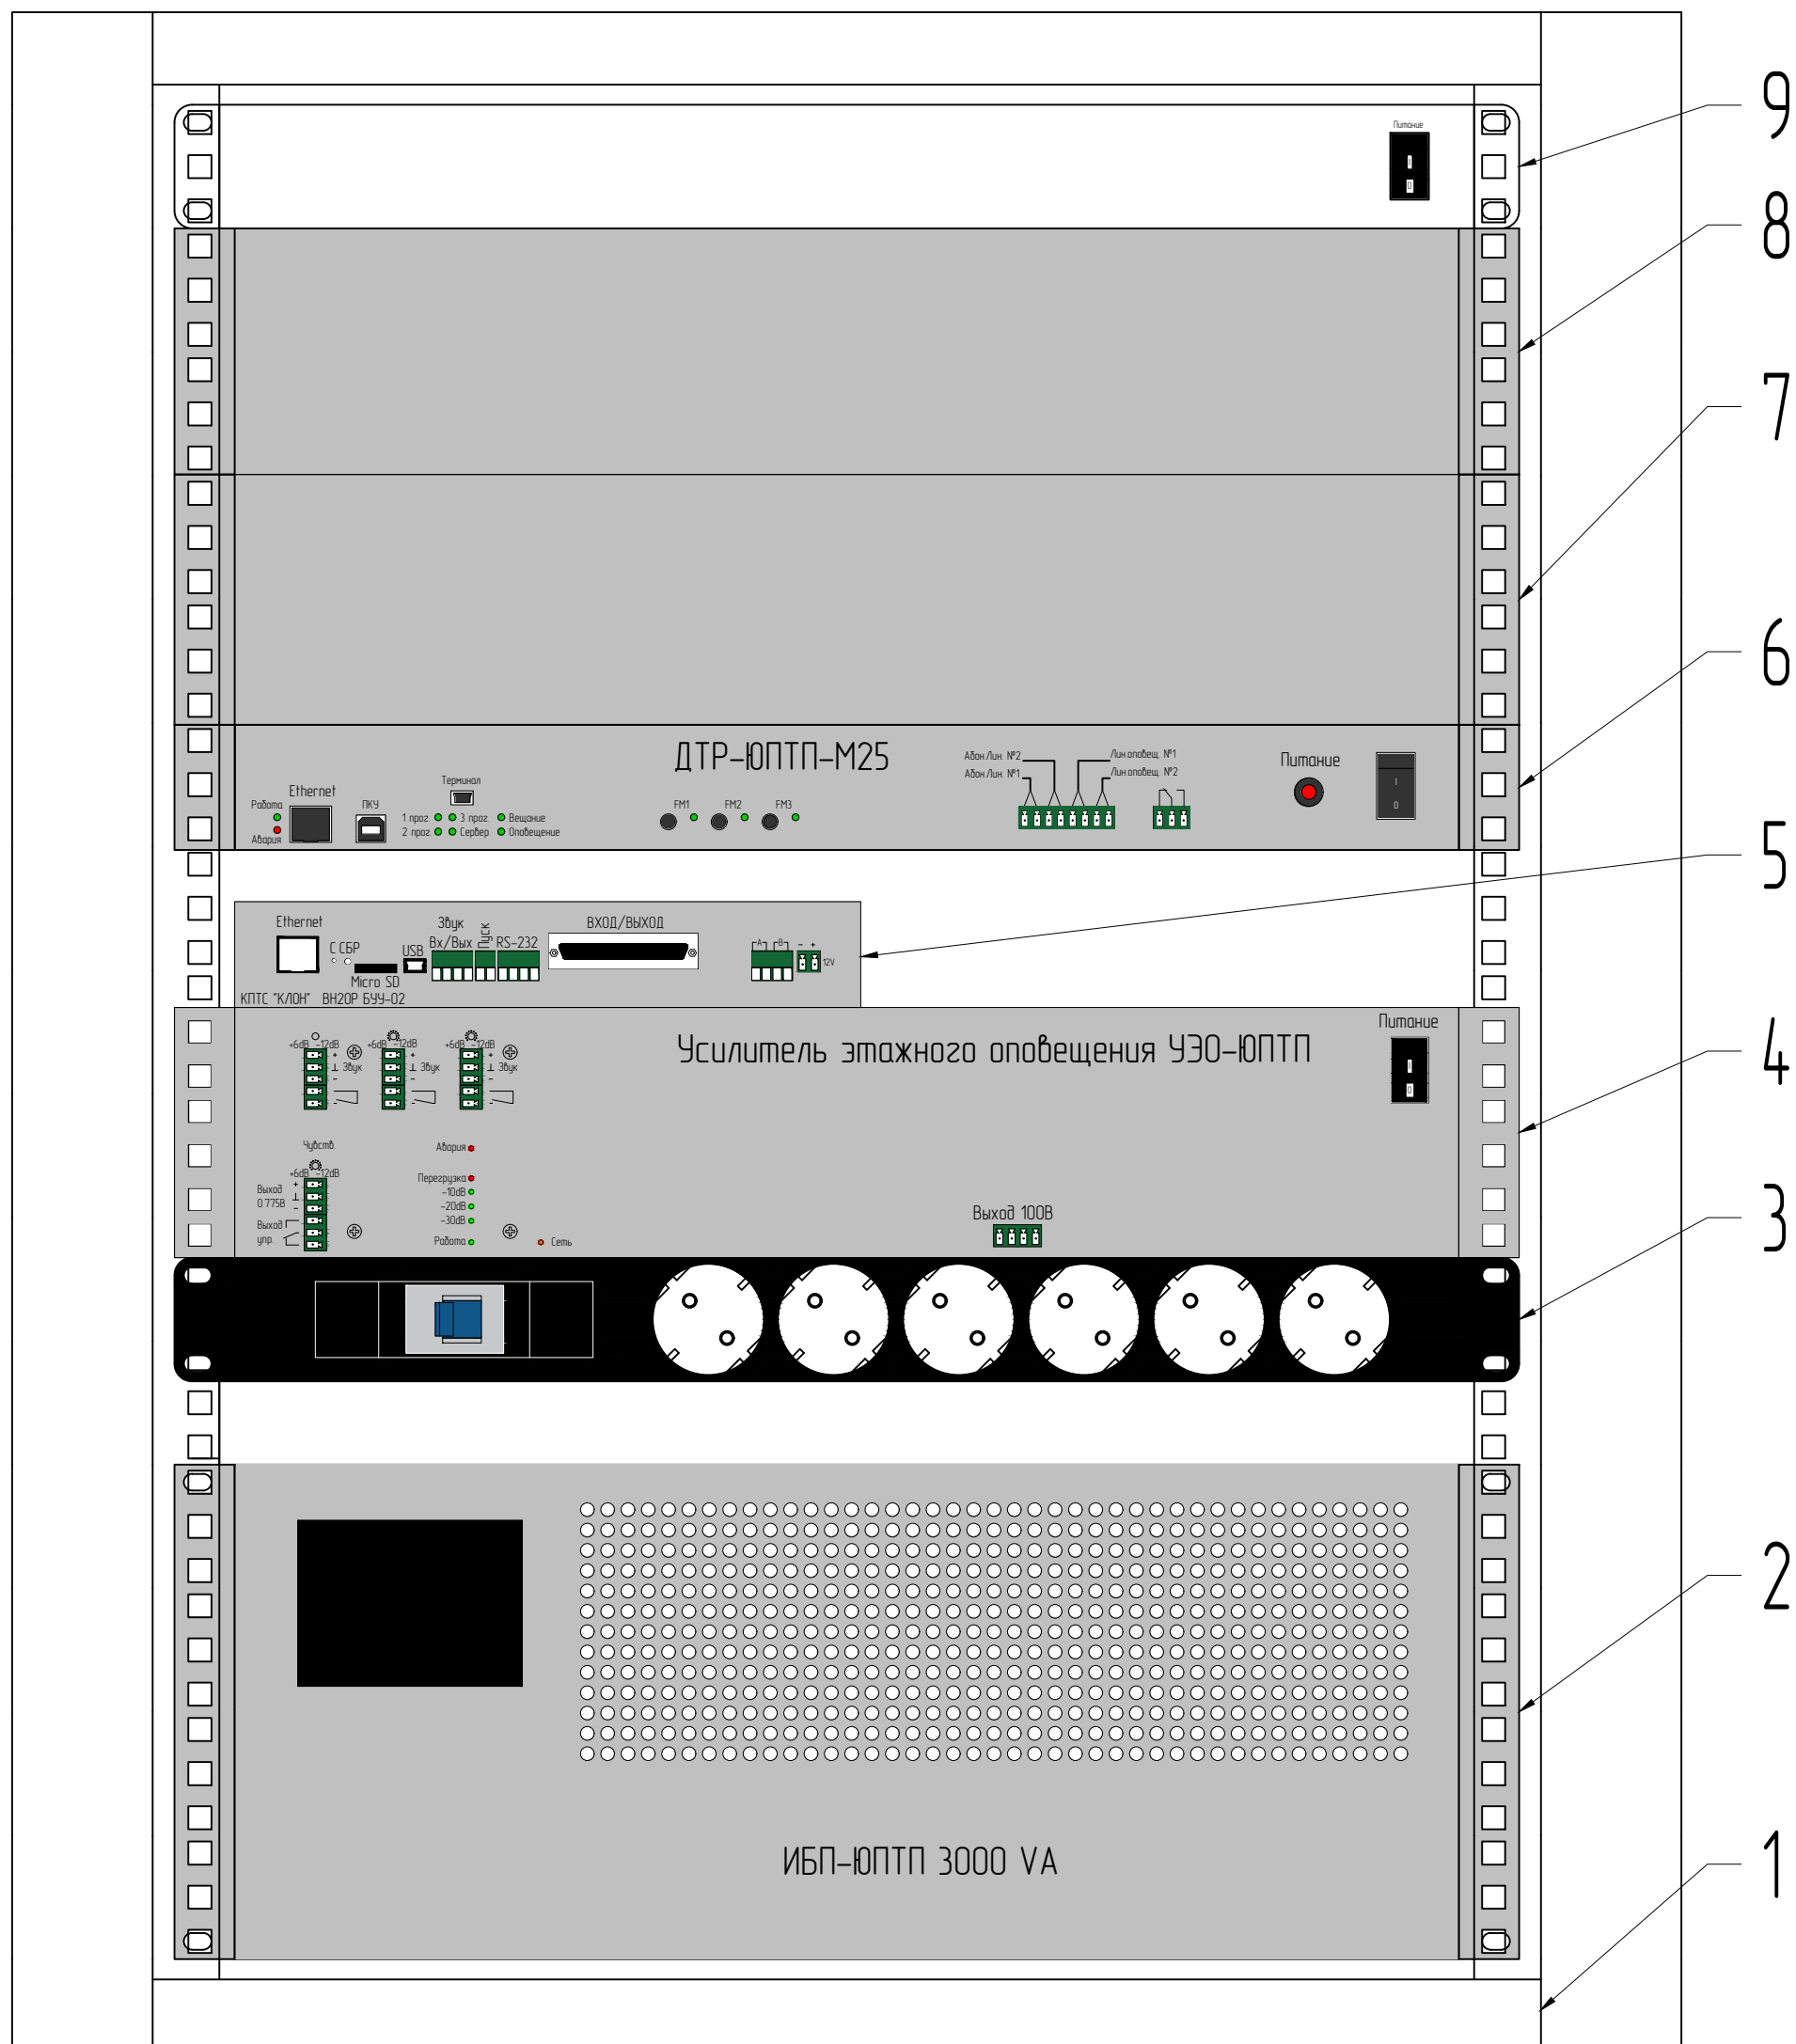 9
Питание
8
7
6
ДТР-ЮПТП-М25
Абон.Лин. №2
Лин.оповещ. №1
Абон.Лин. №1
Лин.оповещ. №2
Питание
Терминал
Ethernet
Работа
Авария
ПКУ
1 прог. 3 прог. Вещание
2 прог. Сервер Оповещение
FM1 FM2 FM3
I
0
5
Ethernet
С СБР
Micro SD
USB
Звук
Вх/Вых
Пуск
RS-232
ВХОД/ВЫХОД
A B - +
12V
КПТС "КЛОН" ВН20Р БУУ-02
4
Усилитель этажного оповещения УЭО-ЮПТП
Питание
+6dB -12dB +6dB -12dB +6dB -12dB
+ + +
⊥ Звук ⊥ Звук ⊥ Звук
- - -
Чувств.
+6dB -12dB
Выход
0.775В
+
⊥
-
Выход
упр.
Авария
Перегрузка
-10dB
-20dB
-30dB
Работа
Сеть
Выход 100В
3
2
ИБП-ЮПТП 3000 VA
1